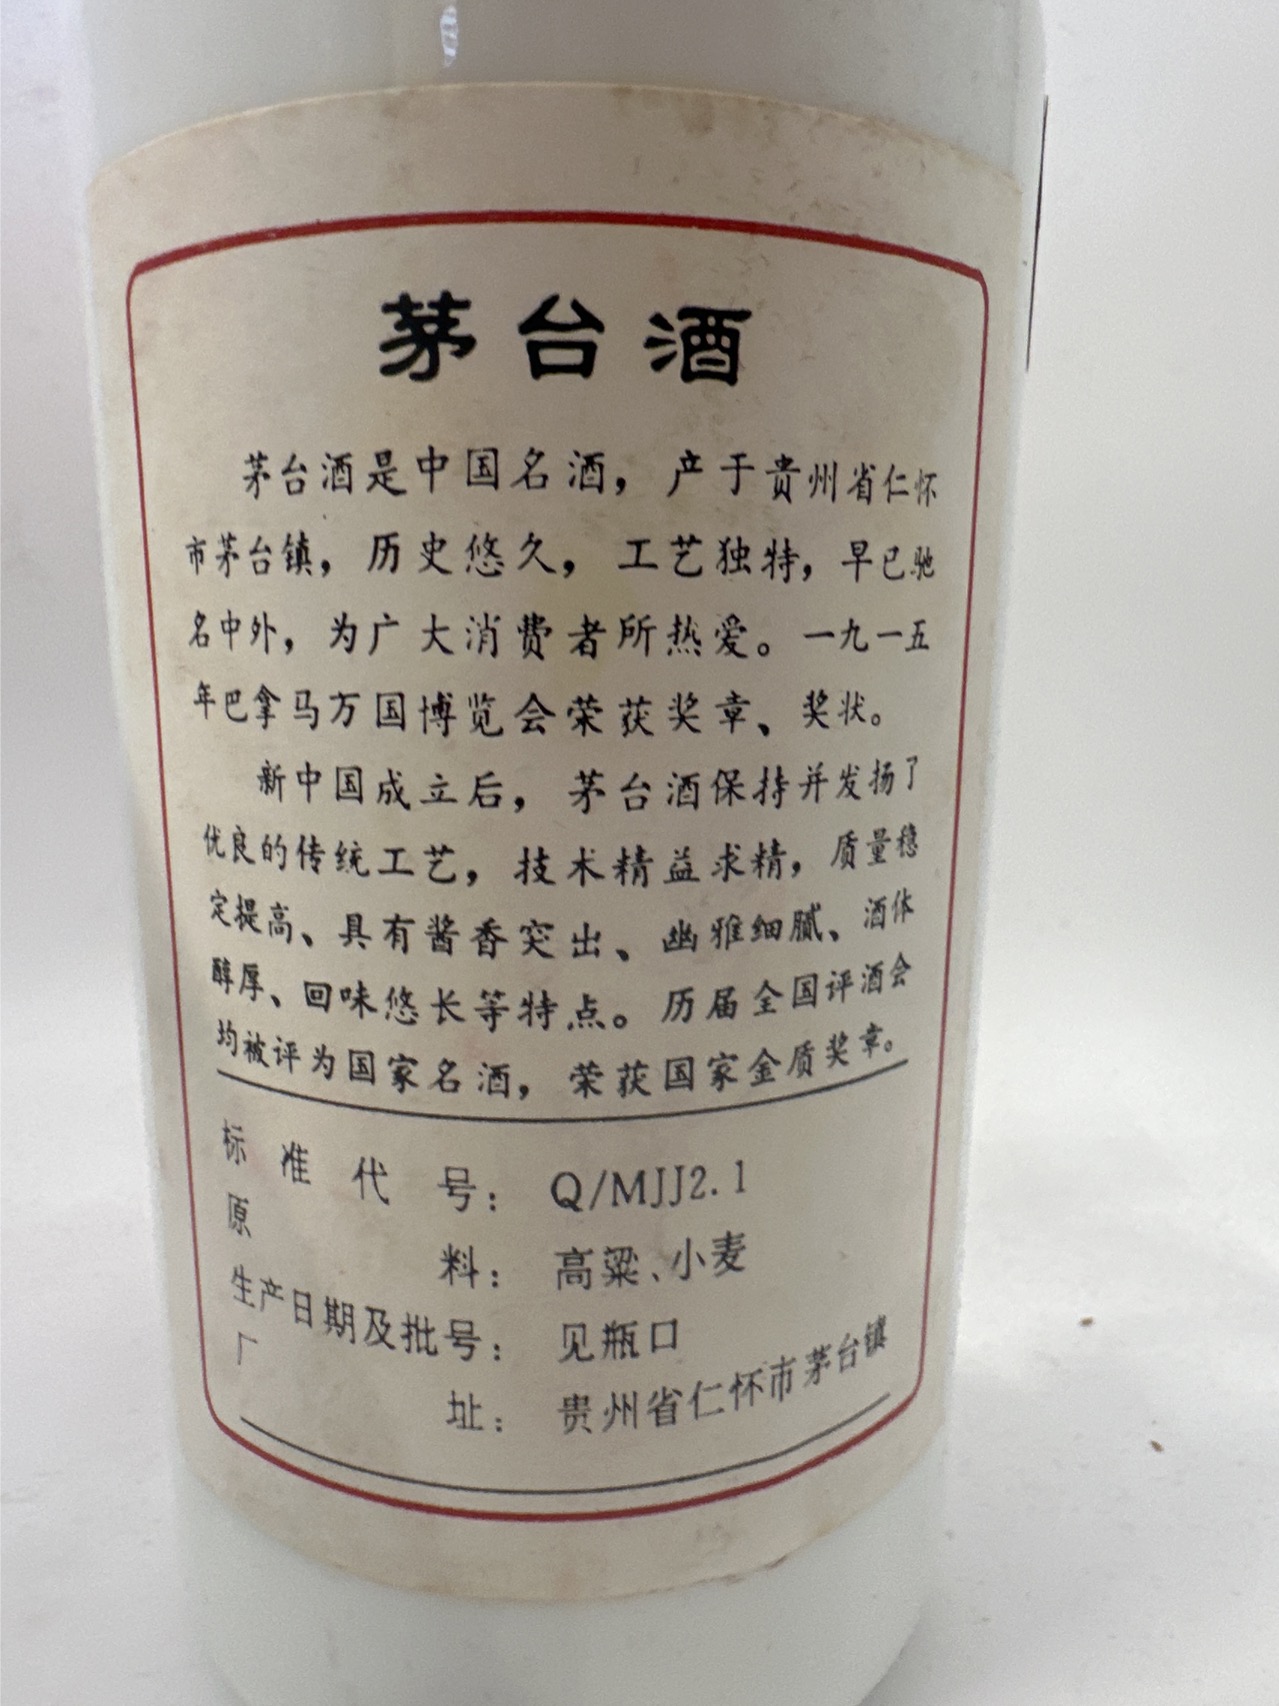 茅台酒
茅台酒是中国名酒，产于贵州省仁怀
市茅台镇，历史悠久，工艺独特，早已驰
名中外，为广大消费者所热爱。一九一五
年巴拿马万国博览会荣获奖章、奖状。
新中国成立后，茅台酒保持并发扬了
优良的传统工艺，技术精益求精，质量稳
定提高、具有酱香突出、幽雅细腻、酒体
醇厚、回味悠长等特点。历届全国评酒会
均被评为国家名酒，荣获国家金质奖章。
标准代号：Q/MJJ2.1
原料：高粱、小麦
生产日期及批号：见瓶口
厂址：贵州省仁怀市茅台镇